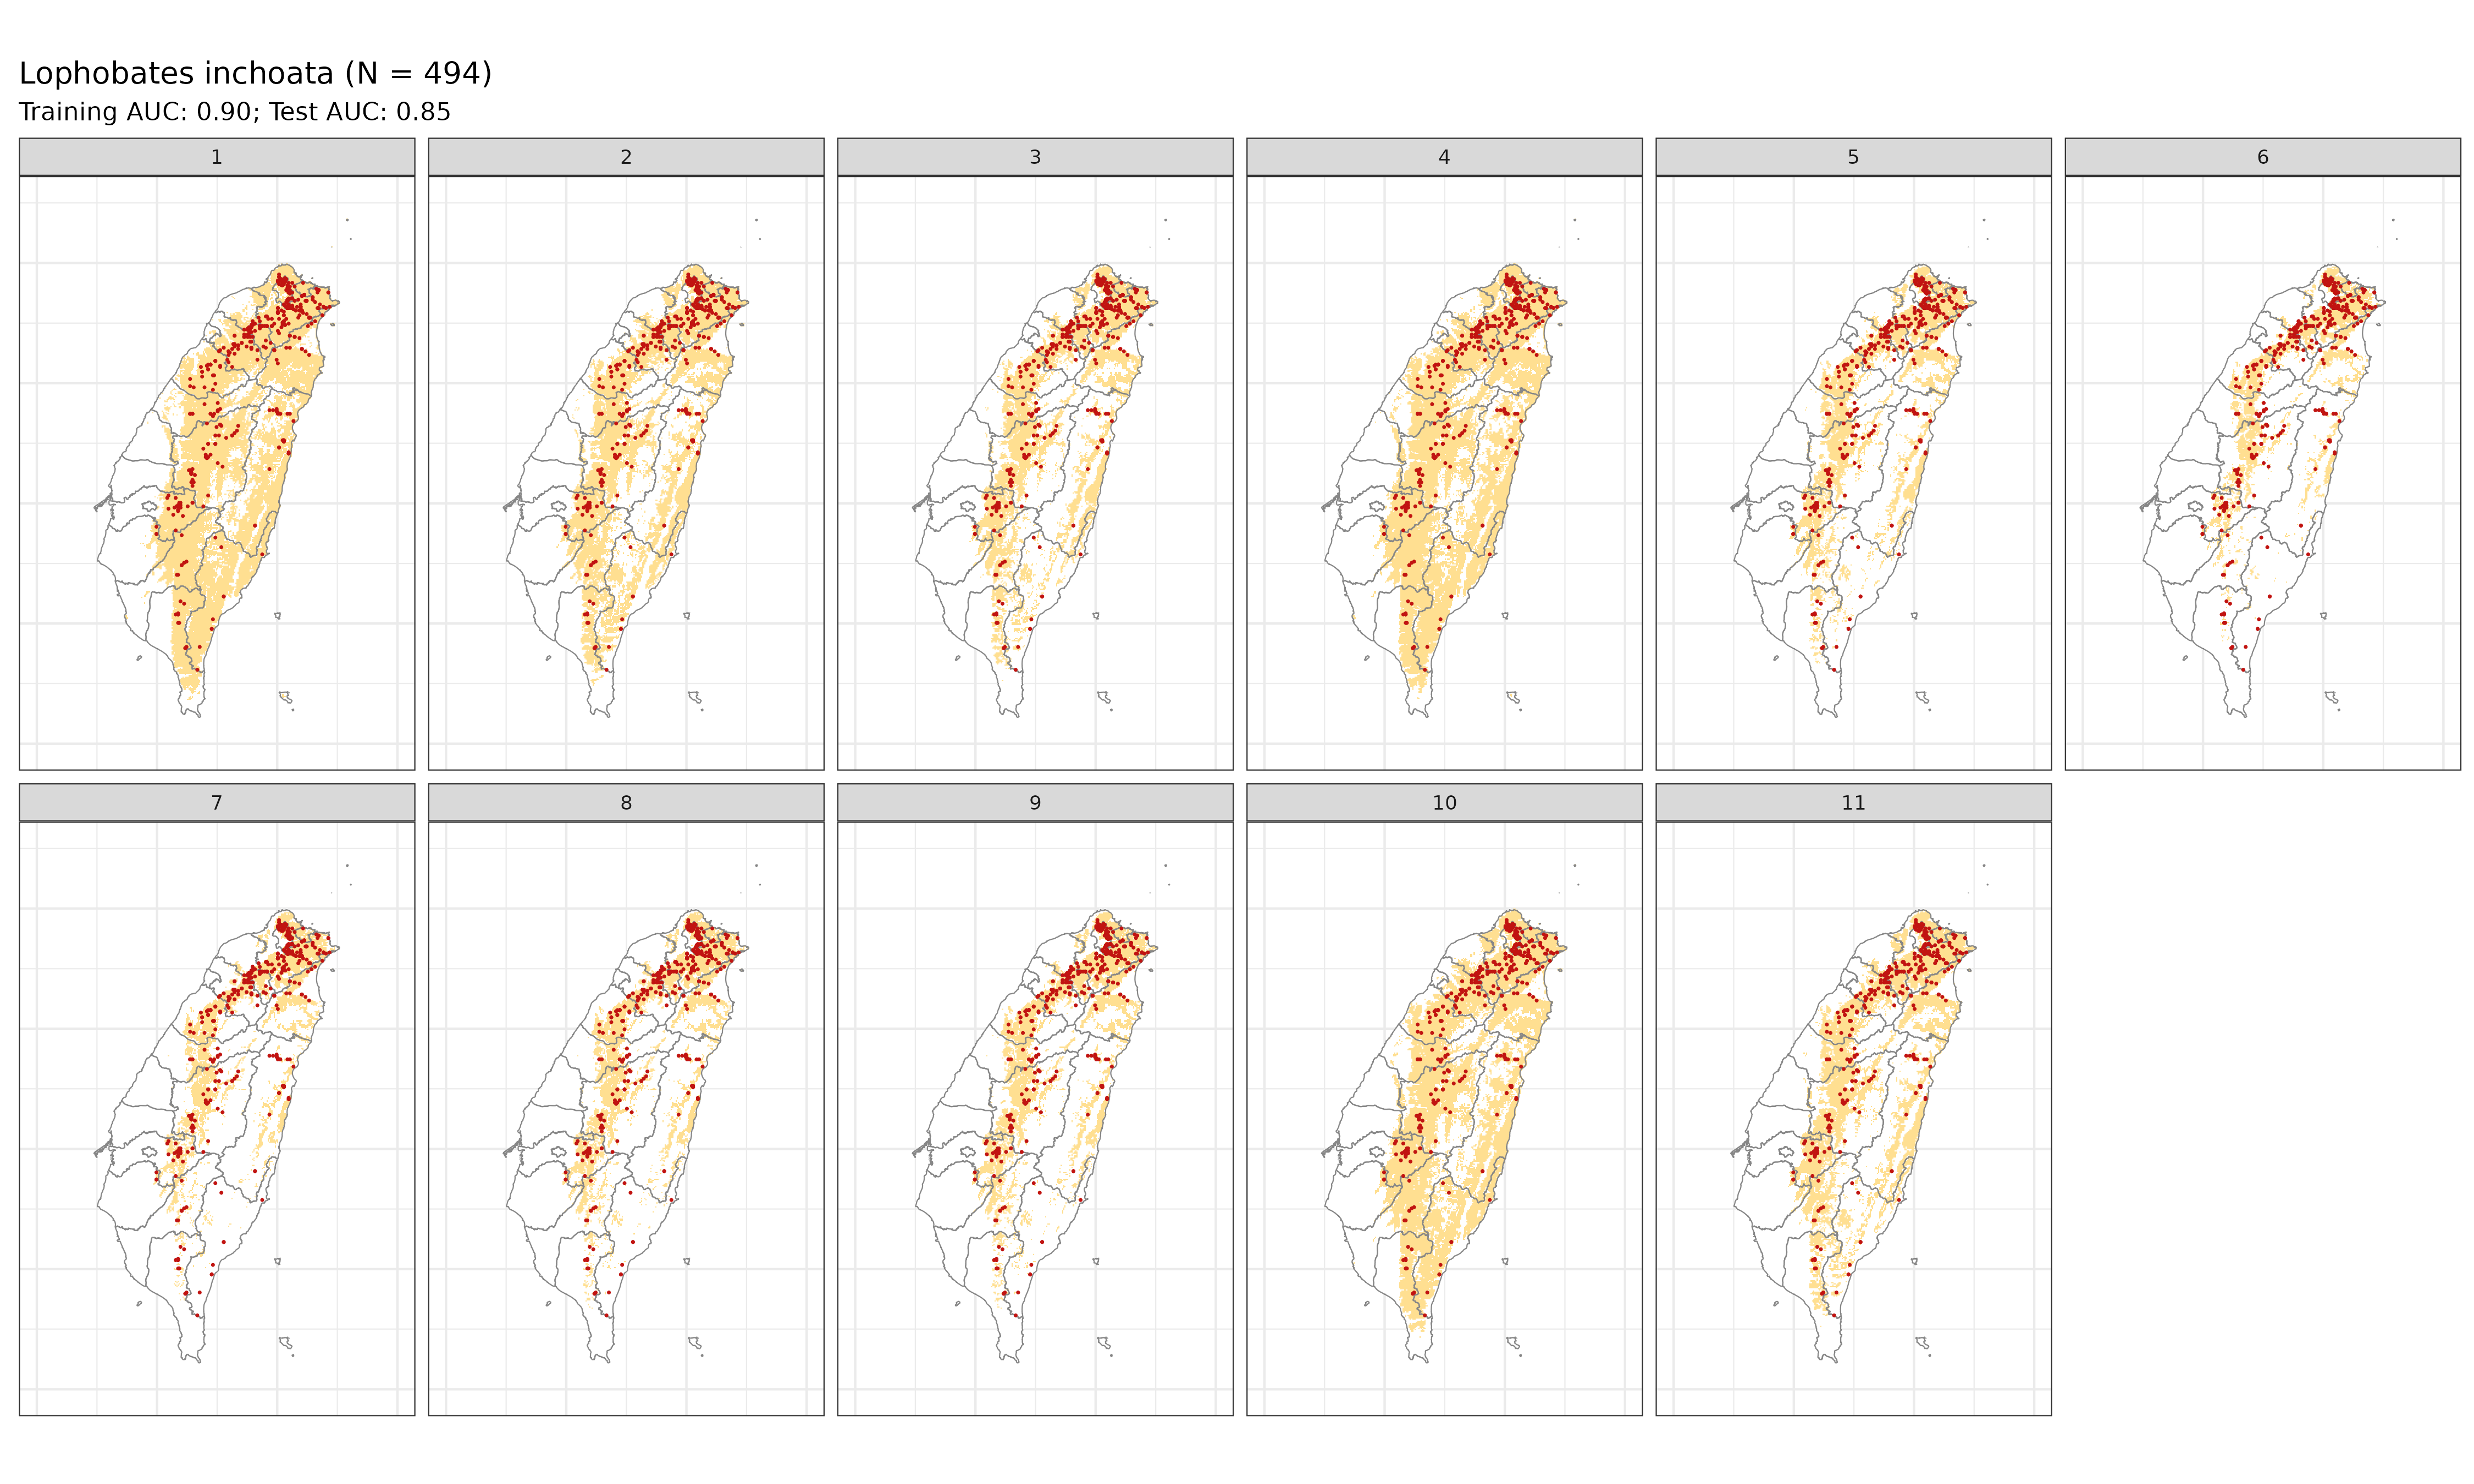 Lophobates inchoata (N = 494)
Training AUC: 0.90; Test AUC: 0.85
1 2 3 4 5 6
7 8 9 10 11